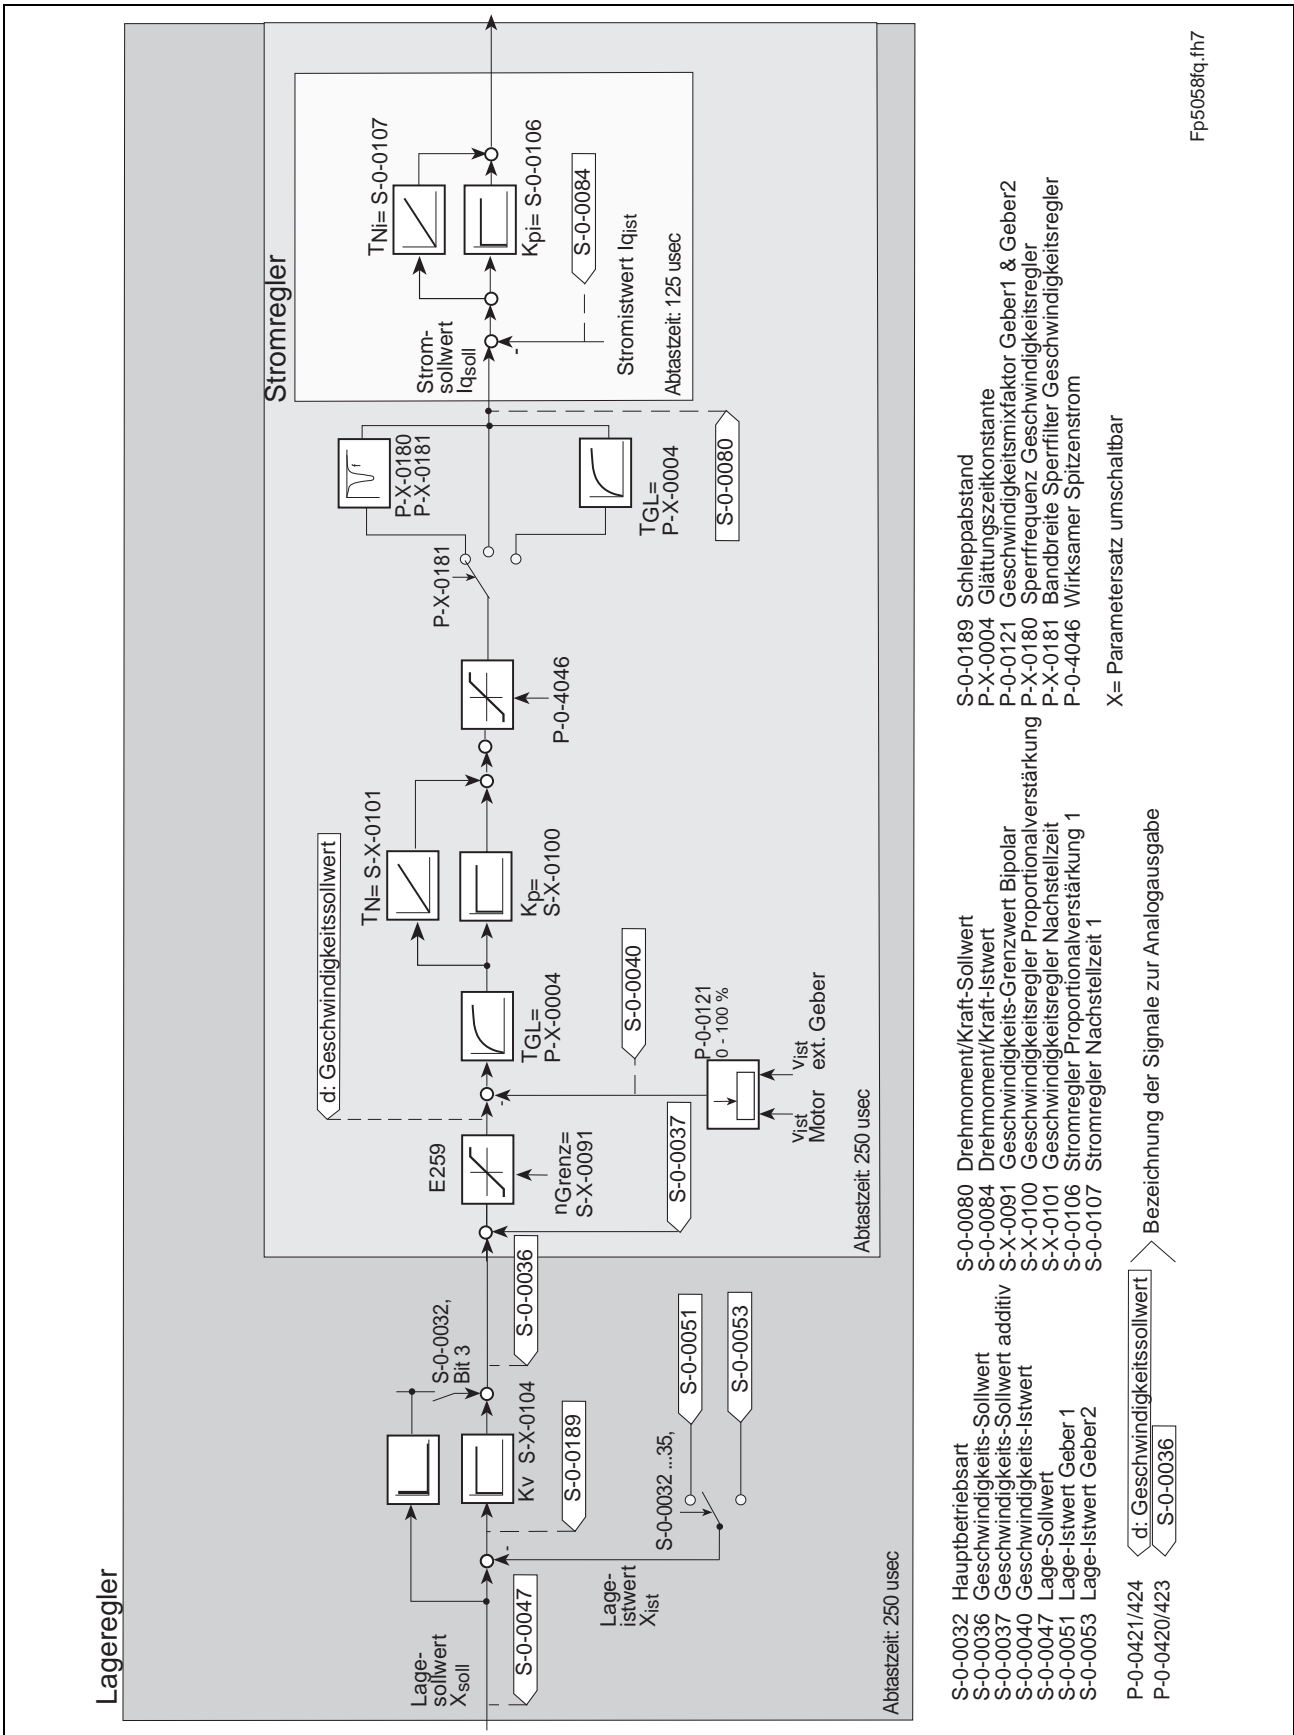 Lageregler
Stromregler
Lage-
sollwert
Xsoll
S-0-0047
Lage-
istwert
Xist
S-0-0189
Kv S-X-0104
S-0-0032,
Bit 3
S-0-0036
S-0-0032 ...35,
S-0-0051
S-0-0053
Abtastzeit: 250 usec
E259
nGrenz=
S-X-0091
S-0-0037
d: Geschwindigkeitssollwert
TGL=
P-X-0004
S-0-0040
P-0-0121
0 - 100 %
vist
Motor
vist
ext. Geber
Abtastzeit: 250 usec
TN= S-X-0101
Kp=
S-X-0100
P-0-4046
P-X-0181
P-X-0180
P-X-0181
f
TGL=
P-X-0004
S-0-0080
Strom-
sollwert
Iqsoll
TNi= S-0-0107
Kpi= S-0-0106
S-0-0084
Stromistwert Iqist
Abtastzeit: 125 usec
-
-
-
S-0-0032 Hauptbetriebsart
S-0-0036 Geschwindigkeits-Sollwert
S-0-0037 Geschwindigkeits-Sollwert additiv
S-0-0040 Geschwindigkeits-Istwert
S-0-0047 Lage-Sollwert
S-0-0051 Lage-Istwert Geber 1
S-0-0053 Lage-Istwert Geber2
S-0-0080 Drehmoment/Kraft-Sollwert
S-0-0084 Drehmoment/Kraft-Istwert
S-X-0091 Geschwindigkeits-Grenzwert Bipolar
S-X-0100 Geschwindigkeitsregler Proportionalverstärkung
S-X-0101 Geschwindigkeitsregler Nachstellzeit
S-0-0106 Stromregler Proportionalverstärkung 1
S-0-0107 Stromregler Nachstellzeit 1
S-0-0189 Schleppabstand
P-X-0004 Glättungszeitkonstante
P-0-0121 Geschwindigkeitsmixfaktor Geber1 & Geber2
P-X-0180 Sperrfrequenz Geschwindigkeitsregler
P-X-0181 Bandbreite Sperrfilter Geschwindigkeitsregler
P-0-4046 Wirksamer Spitzenstrom
X= Parametersatz umschaltbar
P-0-0421/424 d: Geschwindigkeitssollwert
P-0-0420/423 S-0-0036
Bezeichnung der Signale zur Analogausgabe
Fp5058fq.fh7